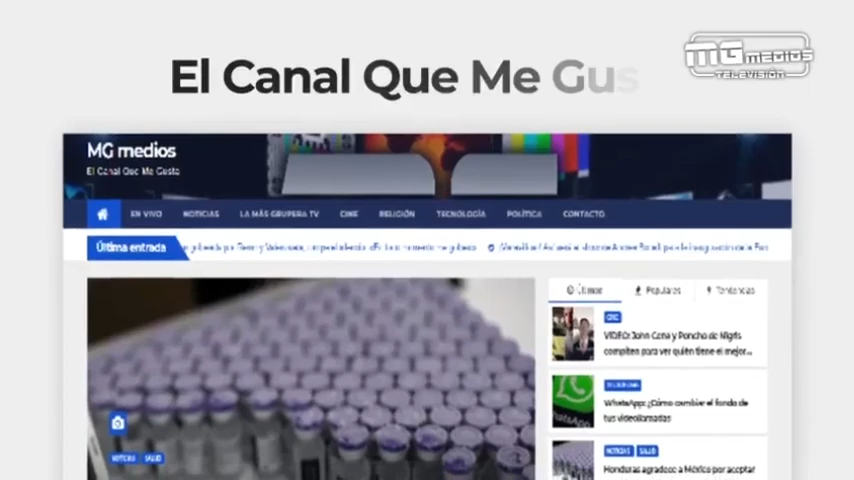 El Canal Que Me Gus
MG MEDIOS
TELEVISIÓN
MG medios
El Canal Que Me Gusta
EN VIVO NOTICIAS LA MÁS GRUPERA TV CINE RELIGIÓN TECNOLOGÍA POLÍTICA CONTACTO
Última entrada
Populares Tendencias
CINE
VIDEO: John Cena y Poncho de Nigris
compiten para ver quién tiene el mejor...
TECNOLOGÍA
WhatsApp: ¿Cómo cambiar el fondo de
tus videollamadas
WhatsApp
NOTICIAS SALUD
NOTICIAS SALUD
Honduras agradece a México por aceptar